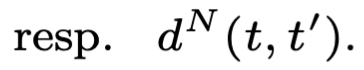 resp. $d^N(t, t')$.